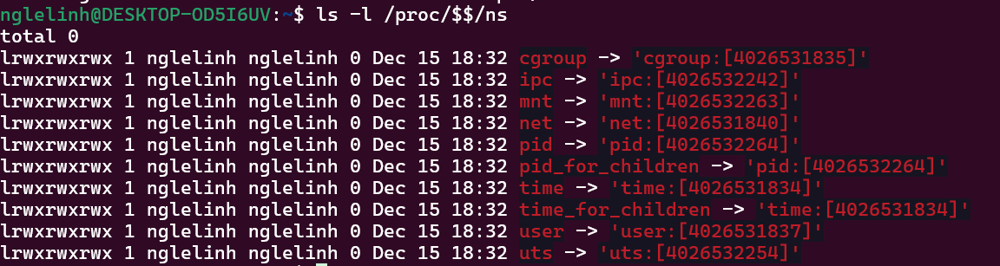 nglelinh@DESKTOP-OD5I6UV:~$ ls -l /proc/$$/ns
total 0
lrwxrwxrwx 1 nglelinh nglelinh 0 Dec 15 18:32 cgroup -> 'cgroup:[4026531835]'
lrwxrwxrwx 1 nglelinh nglelinh 0 Dec 15 18:32 ipc -> 'ipc:[4026532242]'
lrwxrwxrwx 1 nglelinh nglelinh 0 Dec 15 18:32 mnt -> 'mnt:[4026532263]'
lrwxrwxrwx 1 nglelinh nglelinh 0 Dec 15 18:32 net -> 'net:[4026531840]'
lrwxrwxrwx 1 nglelinh nglelinh 0 Dec 15 18:32 pid -> 'pid:[4026532264]'
lrwxrwxrwx 1 nglelinh nglelinh 0 Dec 15 18:32 pid_for_children -> 'pid:[4026532264]'
lrwxrwxrwx 1 nglelinh nglelinh 0 Dec 15 18:32 time -> 'time:[4026531834]'
lrwxrwxrwx 1 nglelinh nglelinh 0 Dec 15 18:32 time_for_children -> 'time:[4026531834]'
lrwxrwxrwx 1 nglelinh nglelinh 0 Dec 15 18:32 user -> 'user:[4026531837]'
lrwxrwxrwx 1 nglelinh nglelinh 0 Dec 15 18:32 uts -> 'uts:[4026532254]'